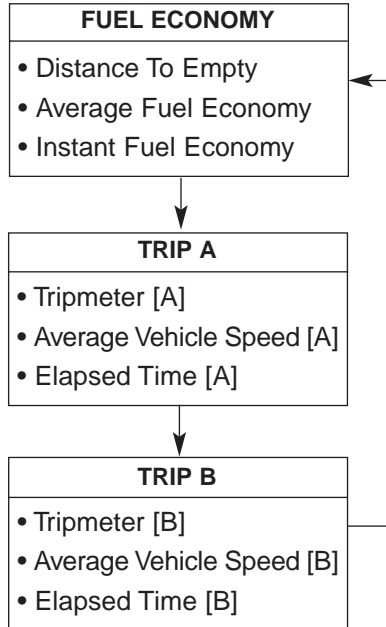 FUEL ECONOMY
• Distance To Empty
• Average Fuel Economy
• Instant Fuel Economy
TRIP A
• Tripmeter [A]
• Average Vehicle Speed [A]
• Elapsed Time [A]
TRIP B
• Tripmeter [B]
• Average Vehicle Speed [B]
• Elapsed Time [B]